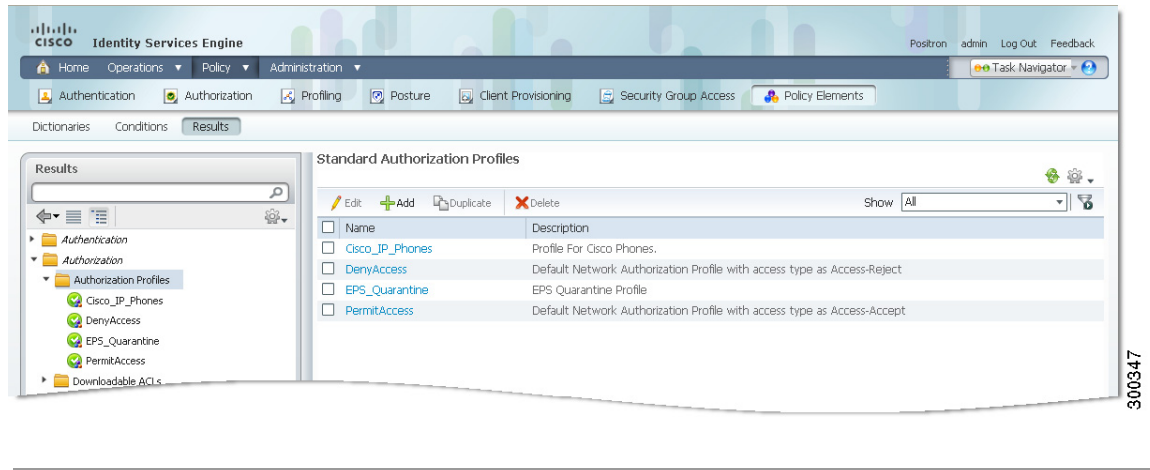 CISCO Identity Services Engine
Positron admin Log Out Feedback
Home Operations Policy Administration
Task Navigator
Authentication Authorization Profiling Posture Client Provisioning Security Group Access Policy Elements
Dictionaries Conditions Results
Results
Authentication
Authorization
Authorization Profiles
Cisco_IP_Phones
DenyAccess
EPS_Quarantine
PermitAccess
Downloadable ACLs
Standard Authorization Profiles
Edit Add Duplicate Delete Show All
Name Description
Cisco_IP_Phones Profile For Cisco Phones.
DenyAccess Default Network Authorization Profile with access type as Access-Reject
EPS_Quarantine EPS Quarantine Profile
PermitAccess Default Network Authorization Profile with access type as Access-Accept
300347